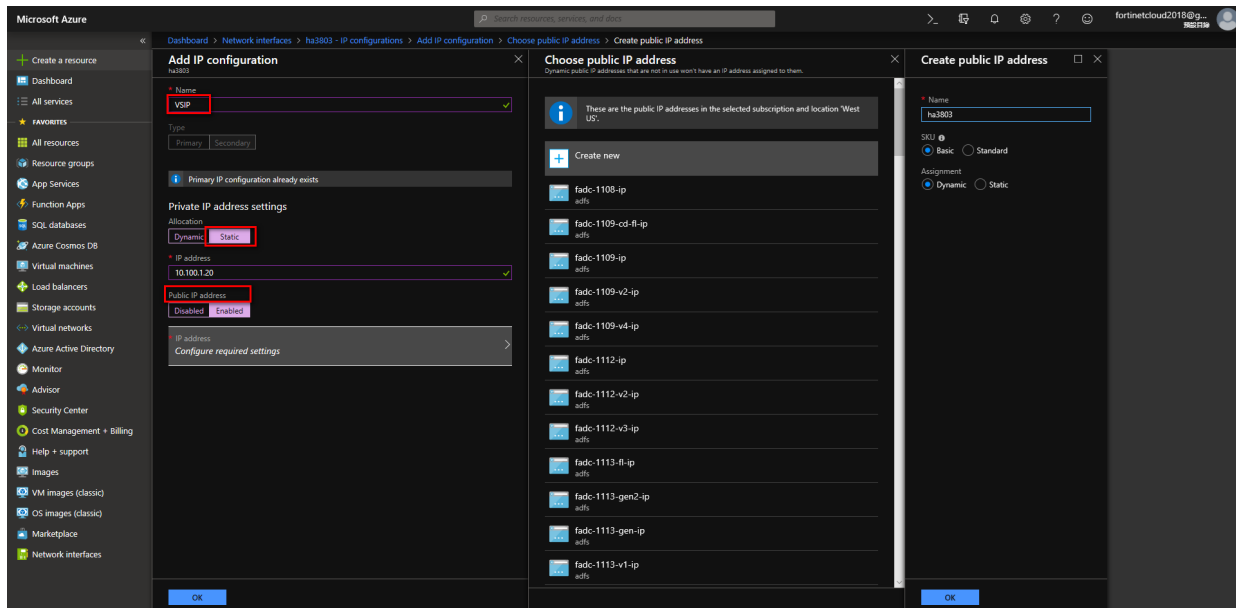 Microsoft Azure
Search resources, services, and docs
fortinetcloud2018@g...
預設目錄
«
Dashboard > Network interfaces > ha3803 - IP configurations > Add IP configuration > Choose public IP address > Create public IP address
Create a resource
Dashboard
All services
FAVORITES
All resources
Resource groups
App Services
Function Apps
SQL databases
Azure Cosmos DB
Virtual machines
Load balancers
Storage accounts
Virtual networks
Azure Active Directory
Monitor
Advisor
Security Center
Cost Management + Billing
Help + support
Images
VM images (classic)
OS images (classic)
Marketplace
Network interfaces
Add IP configuration
ha3803
* Name
VSIP
Type
Primary Secondary
Primary IP configuration already exists
Private IP address settings
Allocation
Dynamic Static
* IP address
10.100.1.20
Public IP address
Disabled Enabled
* IP address
Configure required settings
OK
Choose public IP address
Dynamic public IP addresses that are not in use won't have an IP address assigned to them.
These are the public IP addresses in the selected subscription and location 'West
US'.
Create new
fadc-1108-ip
adfs
fadc-1109-cd-fl-ip
adfs
fadc-1109-ip
adfs
fadc-1109-v2-ip
adfs
fadc-1109-v4-ip
adfs
fadc-1112-ip
adfs
fadc-1112-v2-ip
adfs
fadc-1112-v3-ip
adfs
fadc-1113-fl-ip
adfs
fadc-1113-gen2-ip
adfs
fadc-1113-gen-ip
adfs
fadc-1113-v1-ip
adfs
Create public IP address
* Name
ha3803
SKU
Basic Standard
Assignment
Dynamic Static
OK